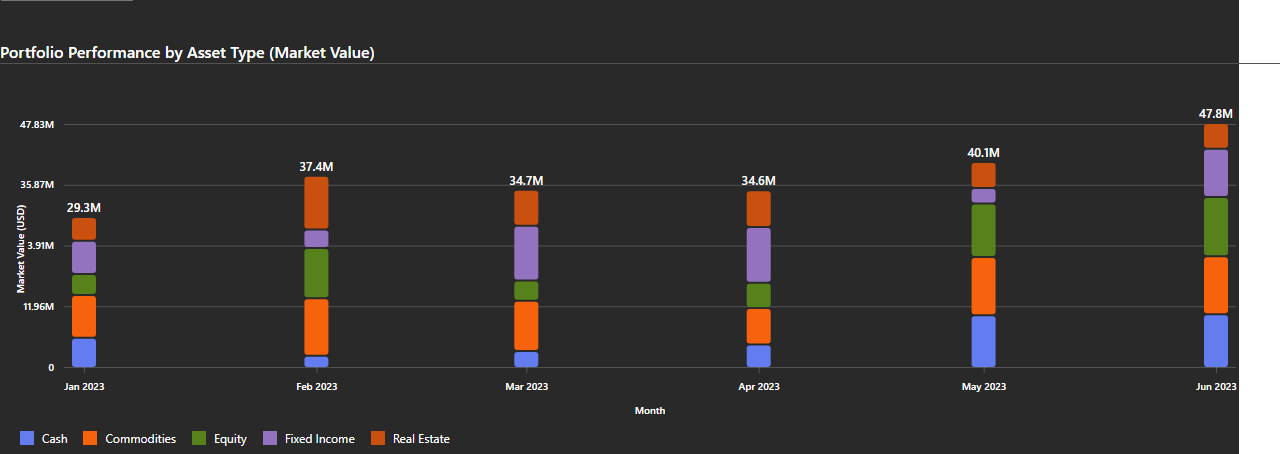 Portfolio Performance by Asset Type (Market Value)
47.83M
35.87M
3.91M
11.96M
0
Market Value (USD)
29.3M
37.4M
34.7M
34.6M
40.1M
47.8M
Jan 2023
Feb 2023
Mar 2023
Apr 2023
May 2023
Jun 2023
Month
Cash
Commodities
Equity
Fixed Income
Real Estate